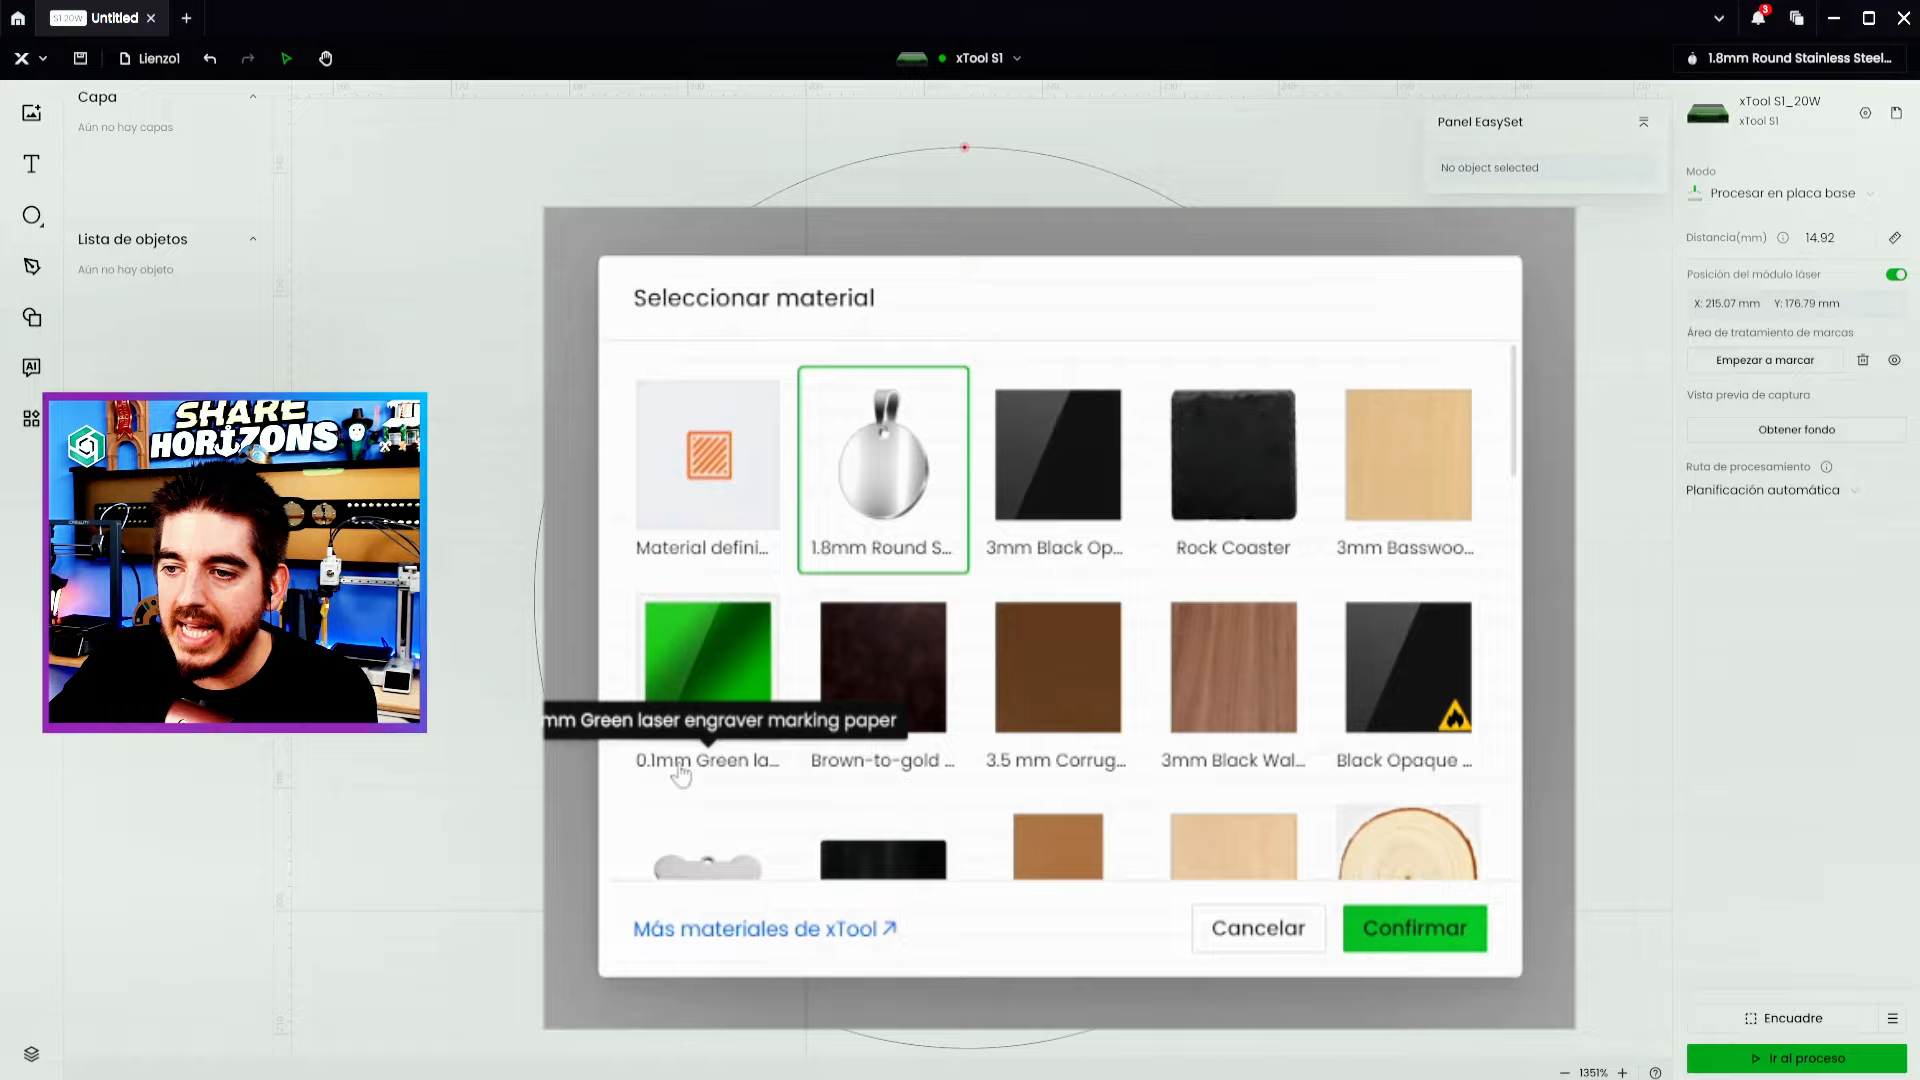 S1 20W Untitled
3
Lienzo1
xTool S1
1.8mm Round Stainless Steel...
Capa
Aún no hay capas
Lista de objetos
Aún no hay objeto
AI
SHARE
HORIZONS
Panel EasySet
No object selected
Seleccionar material
Material defini...
1.8mm Round S...
3mm Black Op...
Rock Coaster
3mm Basswoo...
mm Green laser engraver marking paper
0.1mm Green la...
Brown-to-gold ...
3.5 mm Corrug...
3mm Black Wal...
Black Opaque ...
Más materiales de xTool
Cancelar
Confirmar
xTool S1_20W
xTool S1
Modo
Procesar en placa base
Distancia(mm)
14.92
Posición del módulo láser
X: 215.07 mm Y: 176.79 mm
Área de tratamiento de marcas
Empezar a marcar
Vista previa de captura
Obtener fondo
Ruta de procesamiento
Planificación automática
Encuadre
Ir al proceso
1351%